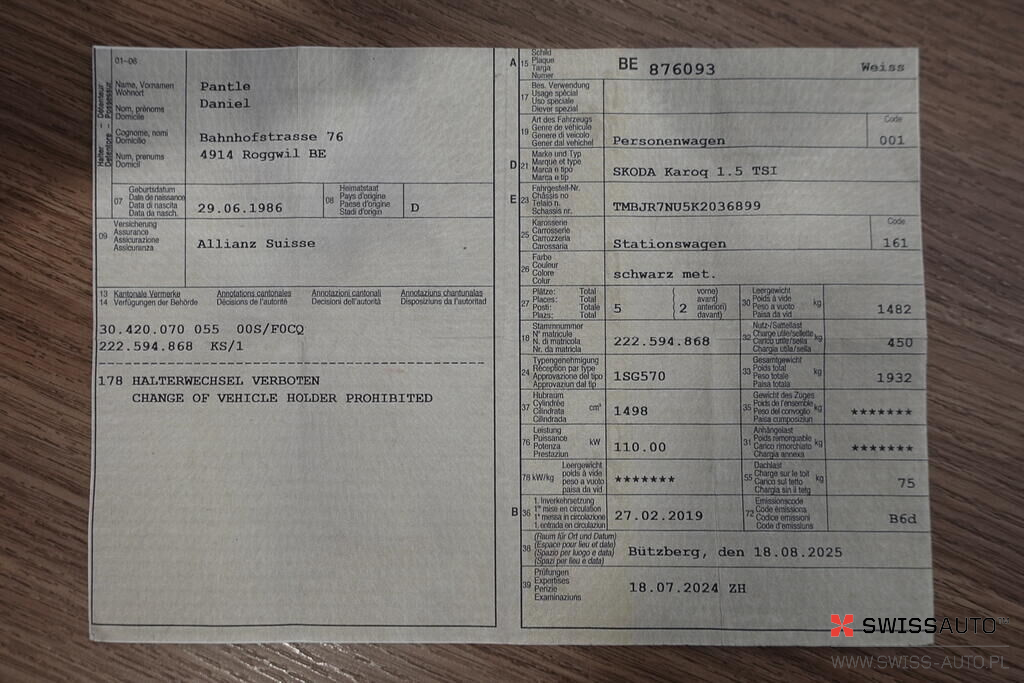 01-06
Halter – Détenteur
Detentore – Possessur
Name, Vornamen
Wohnort
Nom, prénoms
Domicile
Cognome, nomi
Domicilio
Num, prenums
Domicil
Pantle
Daniel
Bahnhofstrasse 76
4914 Roggwil BE
07
Geburtsdatum
Date de naissance
Data di nascita
Data da nasch.
29.06.1986
08
Heimatstaat
Pays d'origine
Paese d'origine
Stadi d'origin
D
09
Versicherung
Assurance
Assicurazione
Assicuranza
Allianz Suisse
13 Kantonale Vermerke Annotations cantonales Annotazioni cantonali Annotaziuns chantunalas
14 Verfügungen der Behörde Décisions de l'autorité Decisioni dell'autorità Disposiziuns da l'autoritad
30.420.070 055 00S/F0CQ
222.594.868 KS/1
178 HALTERWECHSEL VERBOTEN
CHANGE OF VEHICLE HOLDER PROHIBITED
A 15
Schild
Plaque
Targa
Numer
BE 876093 Weiss
17
Bes. Verwendung
Usage spécial
Uso speciale
Diever spezial
19
Art des Fahrzeugs
Genre de véhicule
Genere di veicolo
Gener dal vehichel
Personenwagen
Code
001
D 21
Marke und Typ
Marque et type
Marca e tipo
Marca e tip
SKODA Karoq 1.5 TSI
E 23
Fahrgestell-Nr.
Châssis no
Telaio n.
Schassis nr.
TMBJR7NU5K2036899
25
Karosserie
Carrosserie
Carrozzeria
Carossaria
Stationswagen
Code
161
26
Farbe
Couleur
Colore
Colur
schwarz met.
27
Plätze: Total
Places: Total
Posti: Totale
Plazs: Total
5
( vorne)
avant)
anteriori)
davant)
2
30
Leergewicht
Poids à vide
Peso a vuoto
Paisa da vid
kg
1482
18
Stammnummer
N° matricule
N. di matricola
Nr. da matricla
222.594.868
32
Nutz-/Sattellast
Charge utile/sellette
Carico utile/sella
Chargia utila/sella
kg
450
24
Typengenehmigung
Réception par type
Approvazione del tipo
Approvaziun dal tip
1SG570
33
Gesamtgewicht
Poids total
Peso totale
Paisa totala
kg
1932
37
Hubraum
Cylindrée
Cilindrata
Cilindrada
cm³
1498
35
Gewicht des Zuges
Poids de l'ensemble
Peso del convoglio
Paisa cumposiziun
kg
*******
76
Leistung
Puissance
Potenza
Prestaziun
kW
110.00
31
Anhängelast
Poids remorquable
Carico rimorchiato
Chargia annexa
kg
*******
78 kW/kg
Leergewicht
poids à vide
peso a vuoto
paisa da vid
*******
55
Dachlast
Charge sur le toit
Carico sul tetto
Chargia sin il tetg
kg
75
B 36
1. Inverkehrsetzung
1re mise en circulation
1a messa in circolazione
1. entrada en circulaziun
27.02.2019
72
Emissionscode
Code émissions
Codice emissioni
Code d'emissiuns
B6d
38
(Raum für Ort und Datum)
(Espace pour lieu et date)
(Spazio per luogo e data)
(Spazi per lieu e data)
Bützberg, den 18.08.2025
39
Prüfungen
Expertises
Perizie
Examinaziuns
18.07.2024 ZH
SWISSAUTO
WWW.SWISS-AUTO.PL